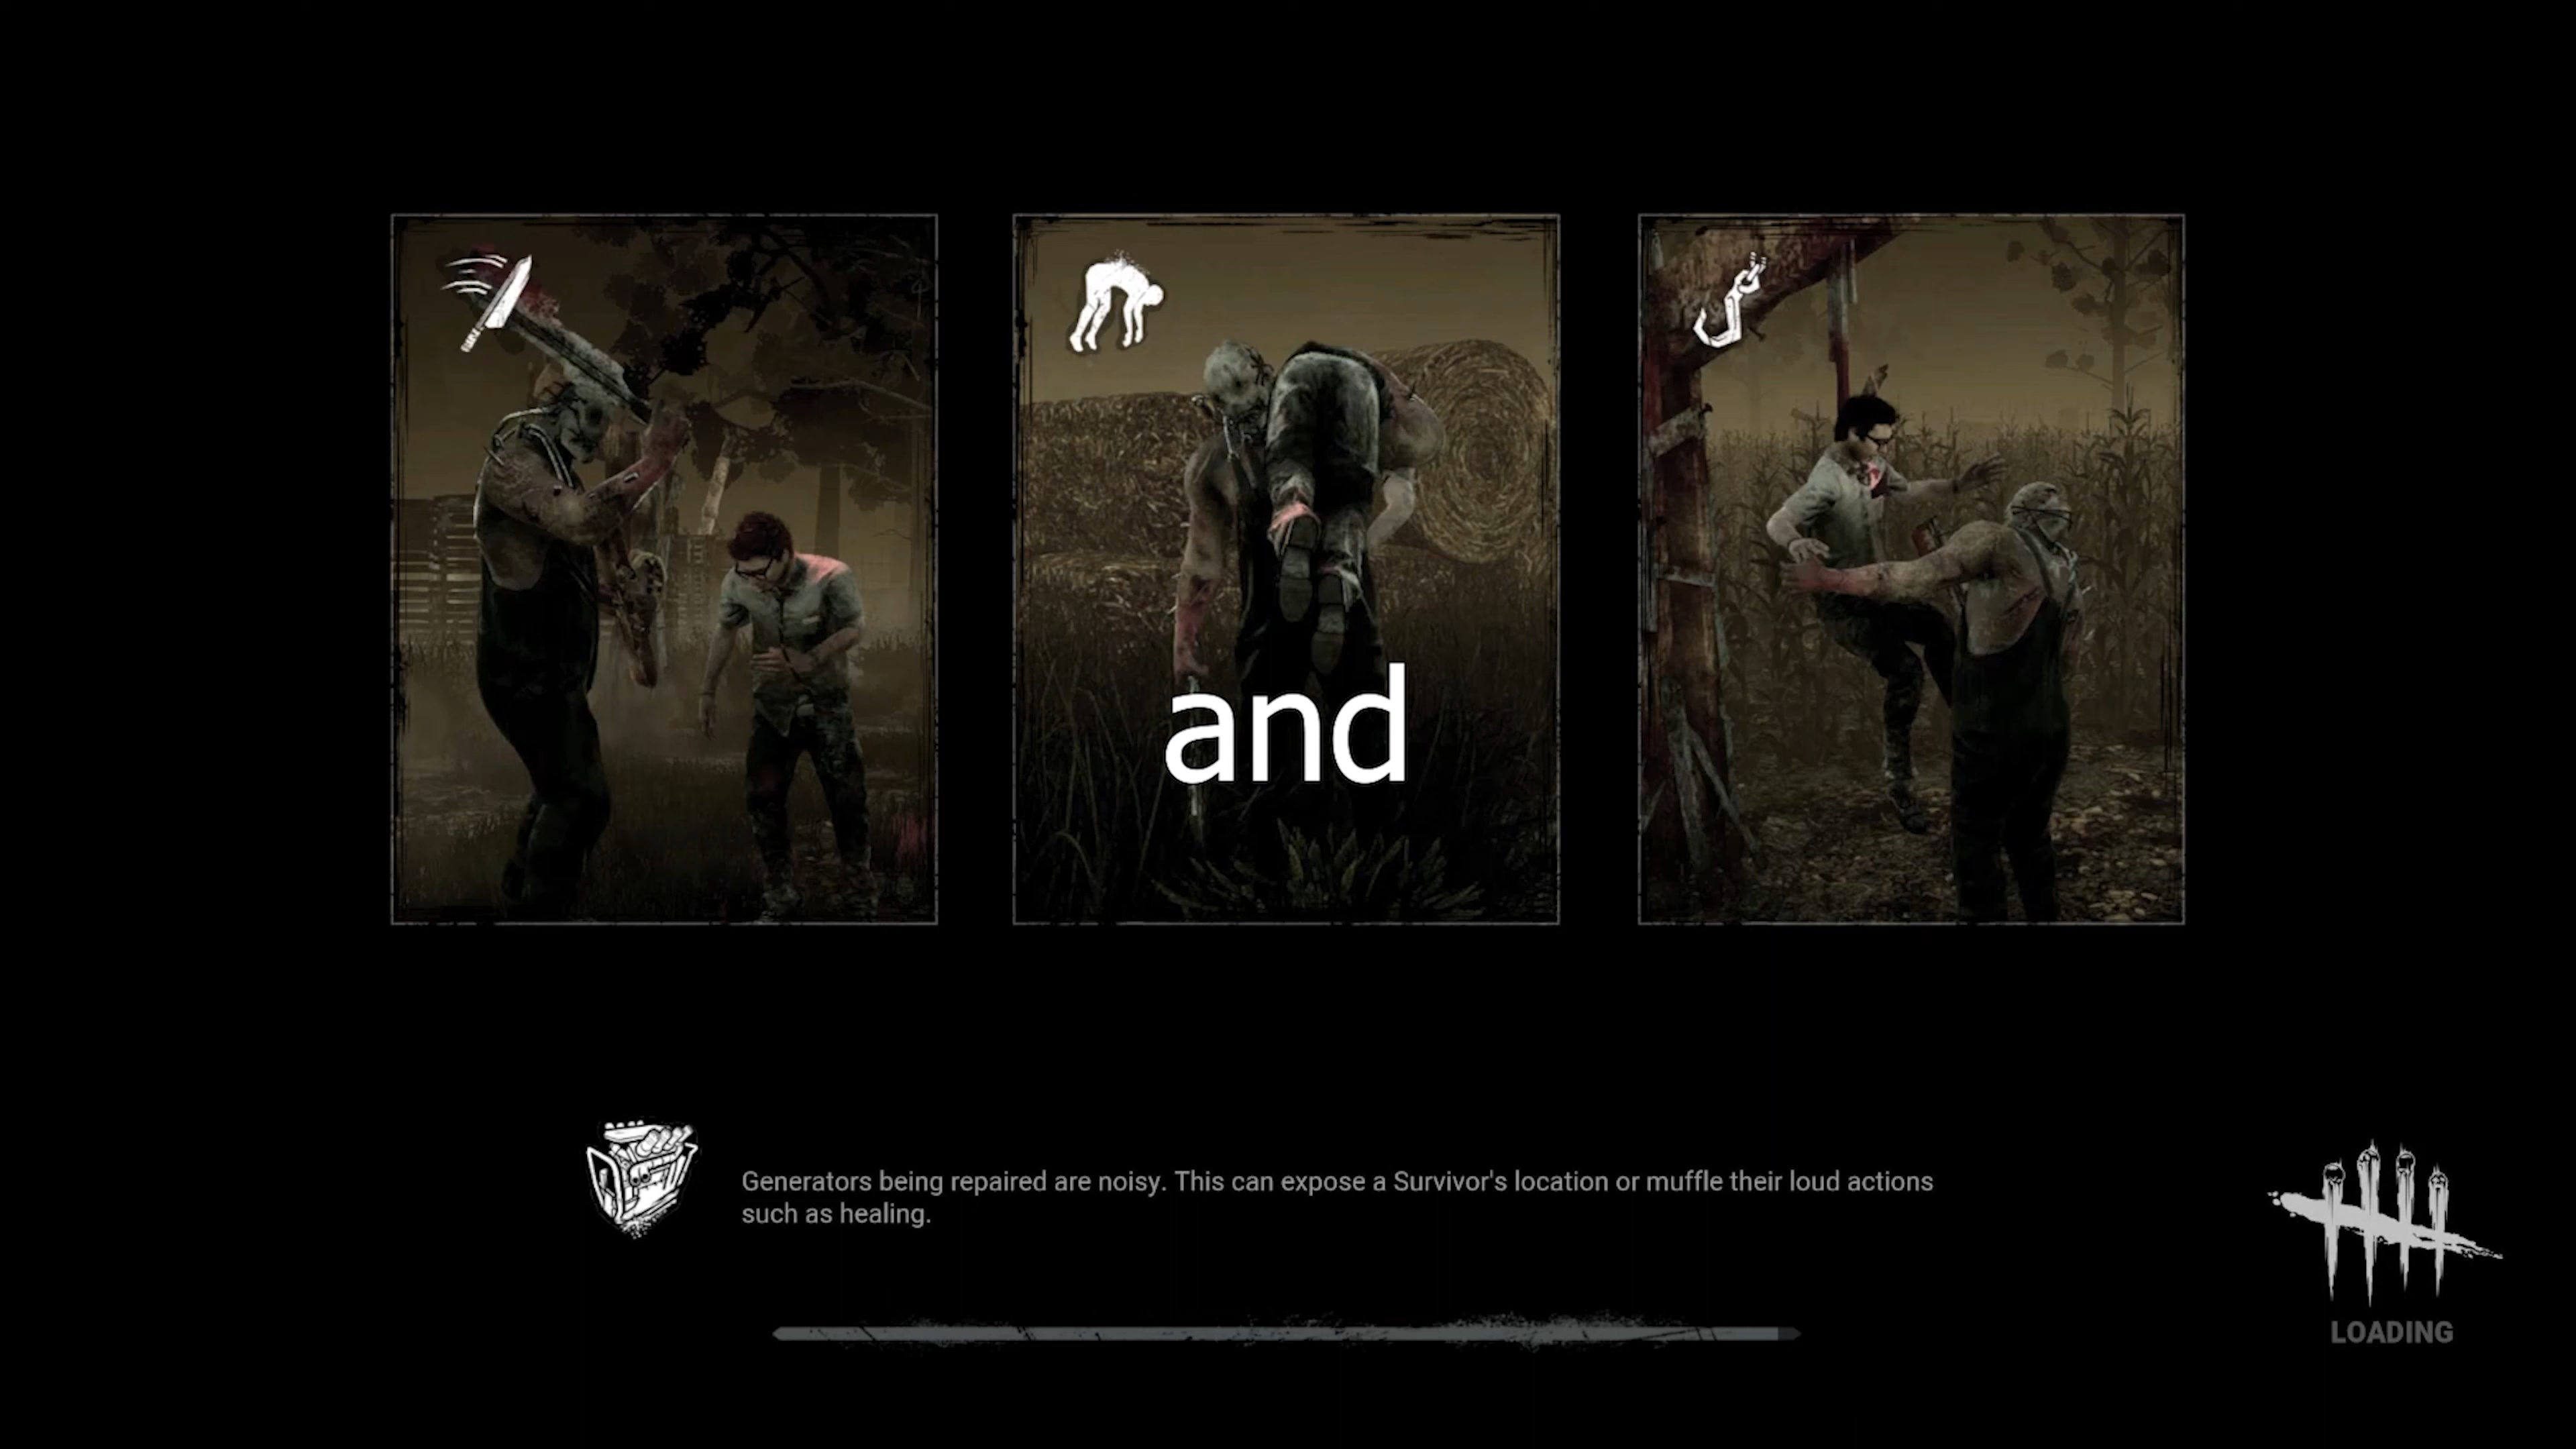 and
Generators being repaired are noisy. This can expose a Survivor's location or muffle their loud actions
such as healing.
LOADING